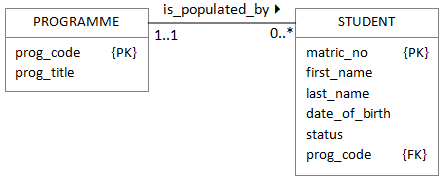 is_populated_by
PROGRAMME
1..1
0..*
STUDENT
prog_code {PK}
prog_title
matric_no {PK}
first_name
last_name
date_of_birth
status
prog_code {FK}